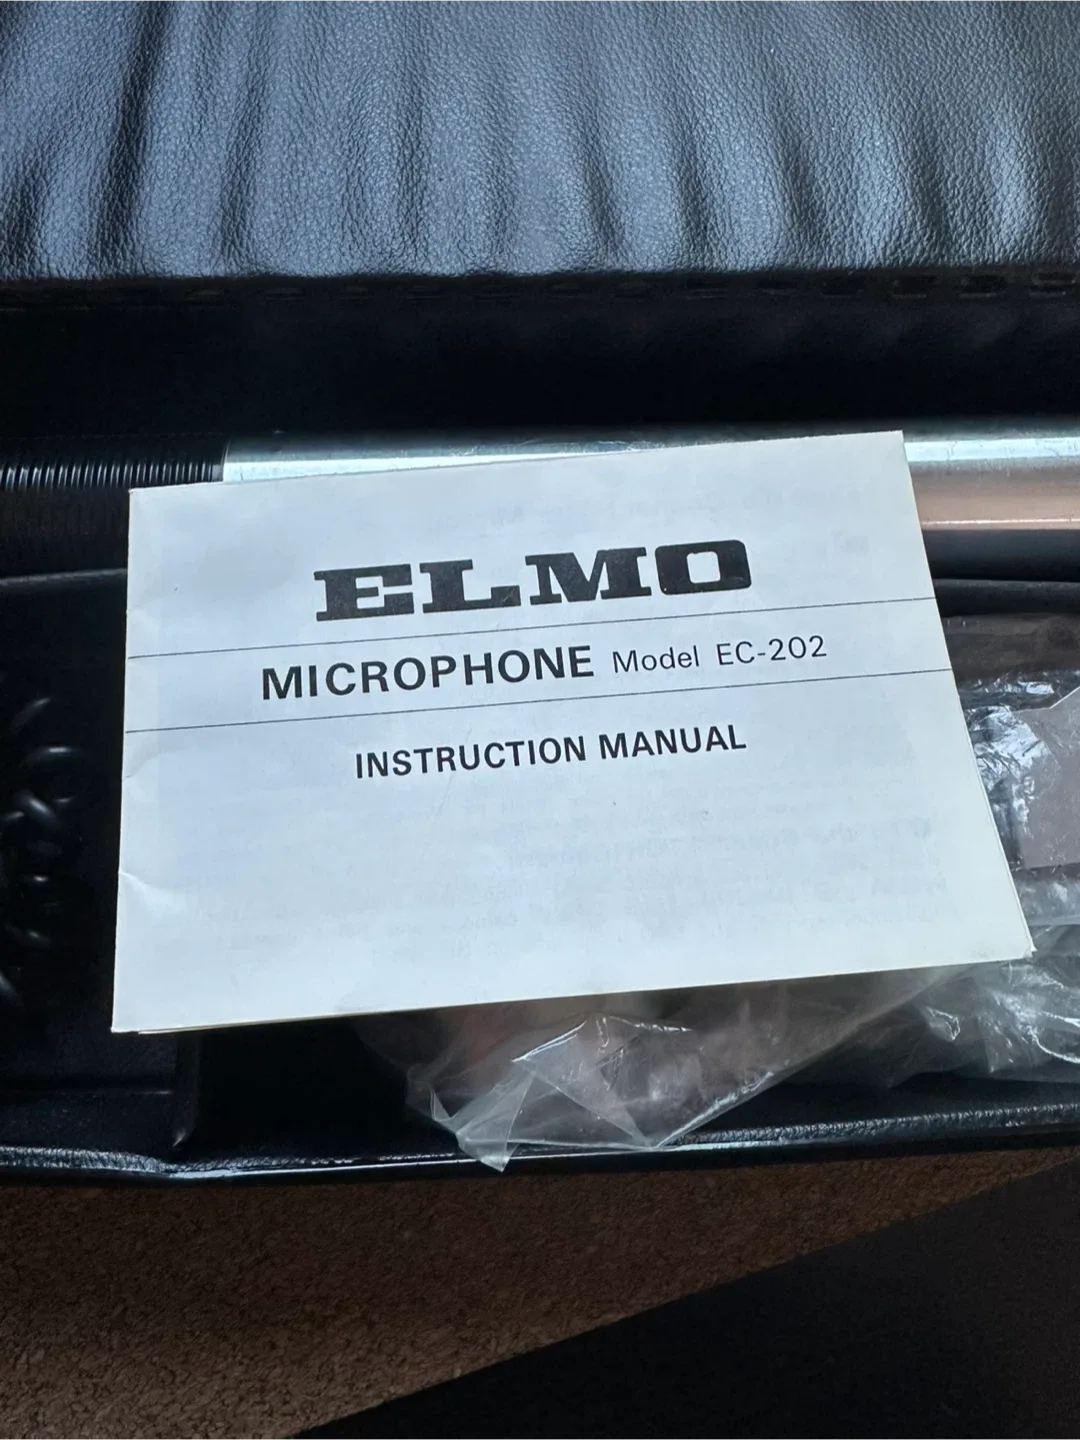 ELMO
MICROPHONE Model EC-202
INSTRUCTION MANUAL